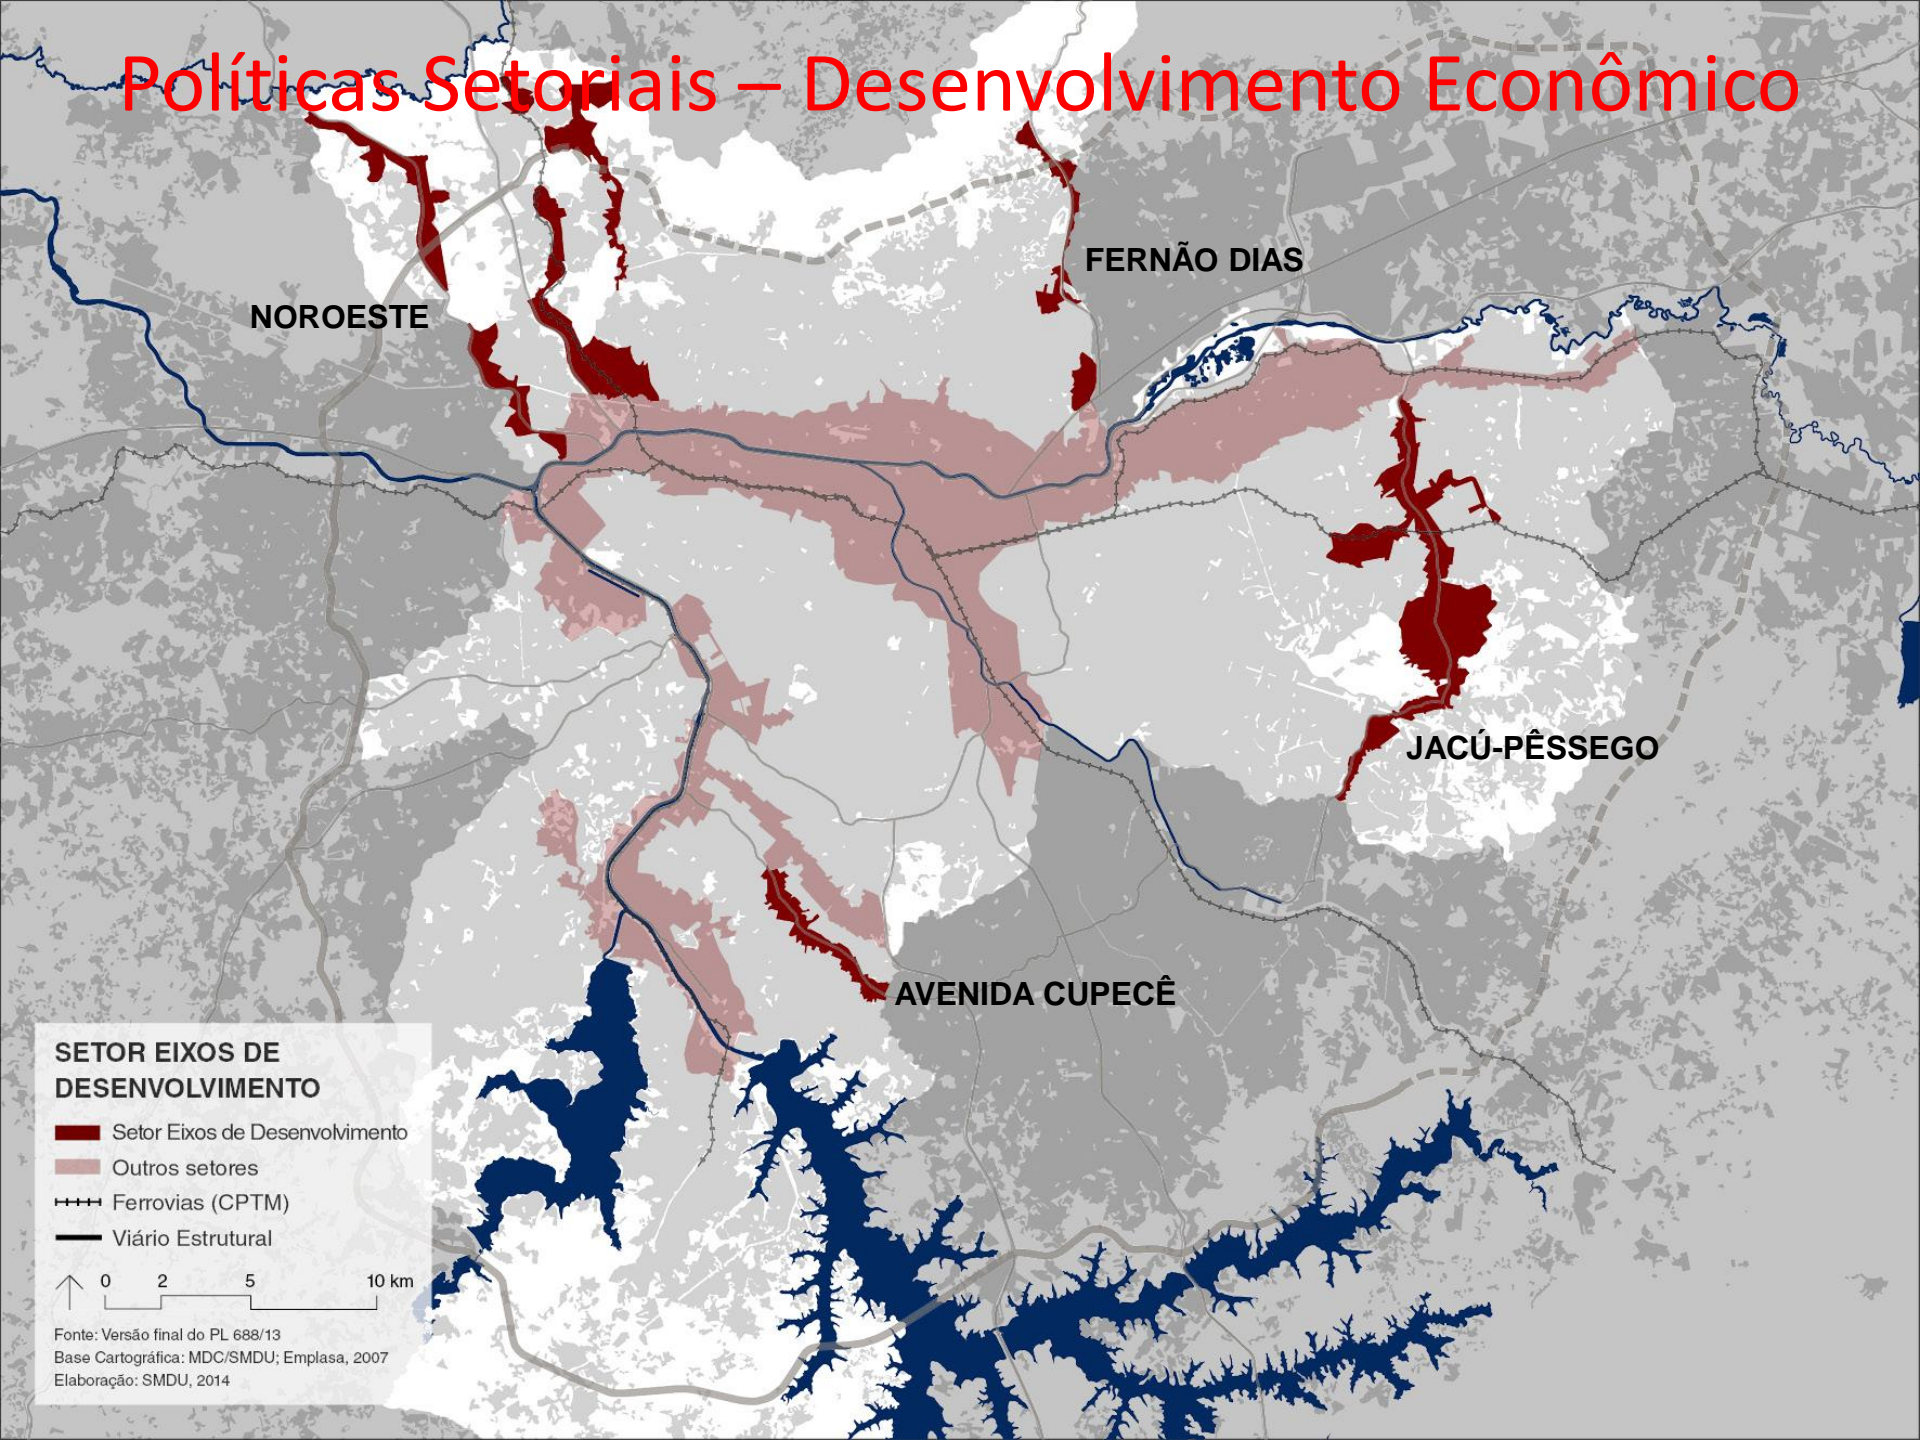 Políticas Setoriais – Desenvolvimento Econômico
FERNÃO DIAS
NOROESTE
JACÚ-PÊSSEGO
AVENIDA CUPECÊ
SETOR EIXOS DE
DESENVOLVIMENTO
Setor Eixos de Desenvolvimento
Outros setores
Ferrovias (CPTM)
Viário Estrutural
0 2 5 10 km
Fonte: Versão final do PL 688/13
Base Cartográfica: MDC/SMDU; Emplasa, 2007
Elaboração: SMDU, 2014